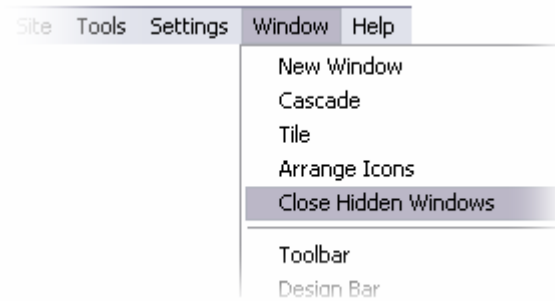 Site Tools Settings Window Help
New Window
Cascade
Tile
Arrange Icons
Close Hidden Windows
Toolbar
Design Bar